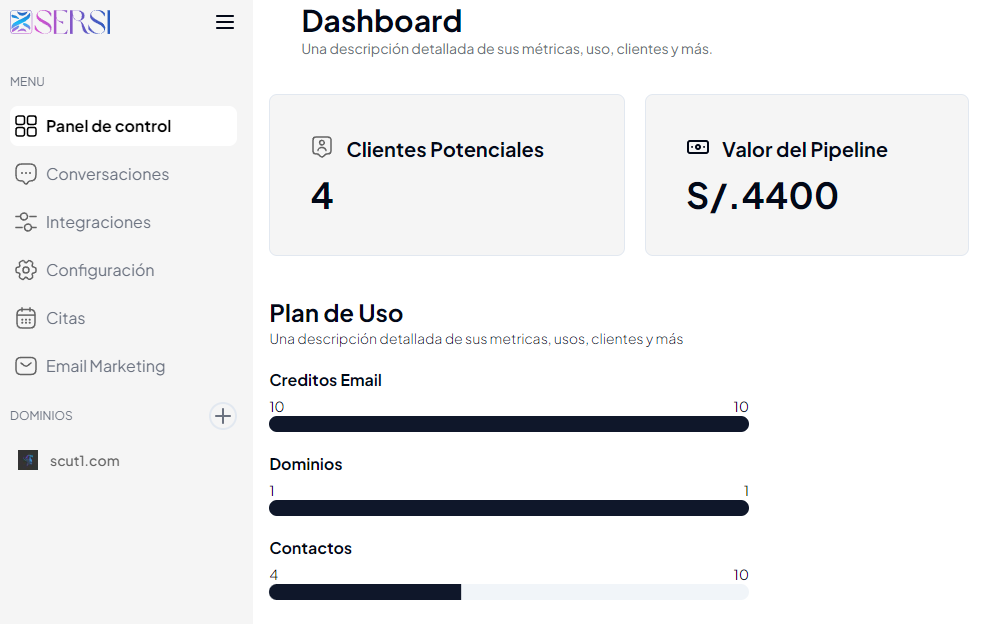 SERSI
MENU
Panel de control
Conversaciones
Integraciones
Configuración
Citas
Email Marketing
DOMINIOS
scut1.com
Dashboard
Una descripción detallada de sus métricas, uso, clientes y más.
Clientes Potenciales
4
Valor del Pipeline
S/.4400
Plan de Uso
Una descripción detallada de sus metricas, usos, clientes y más
Creditos Email
10 10
Dominios
1 1
Contactos
4 10